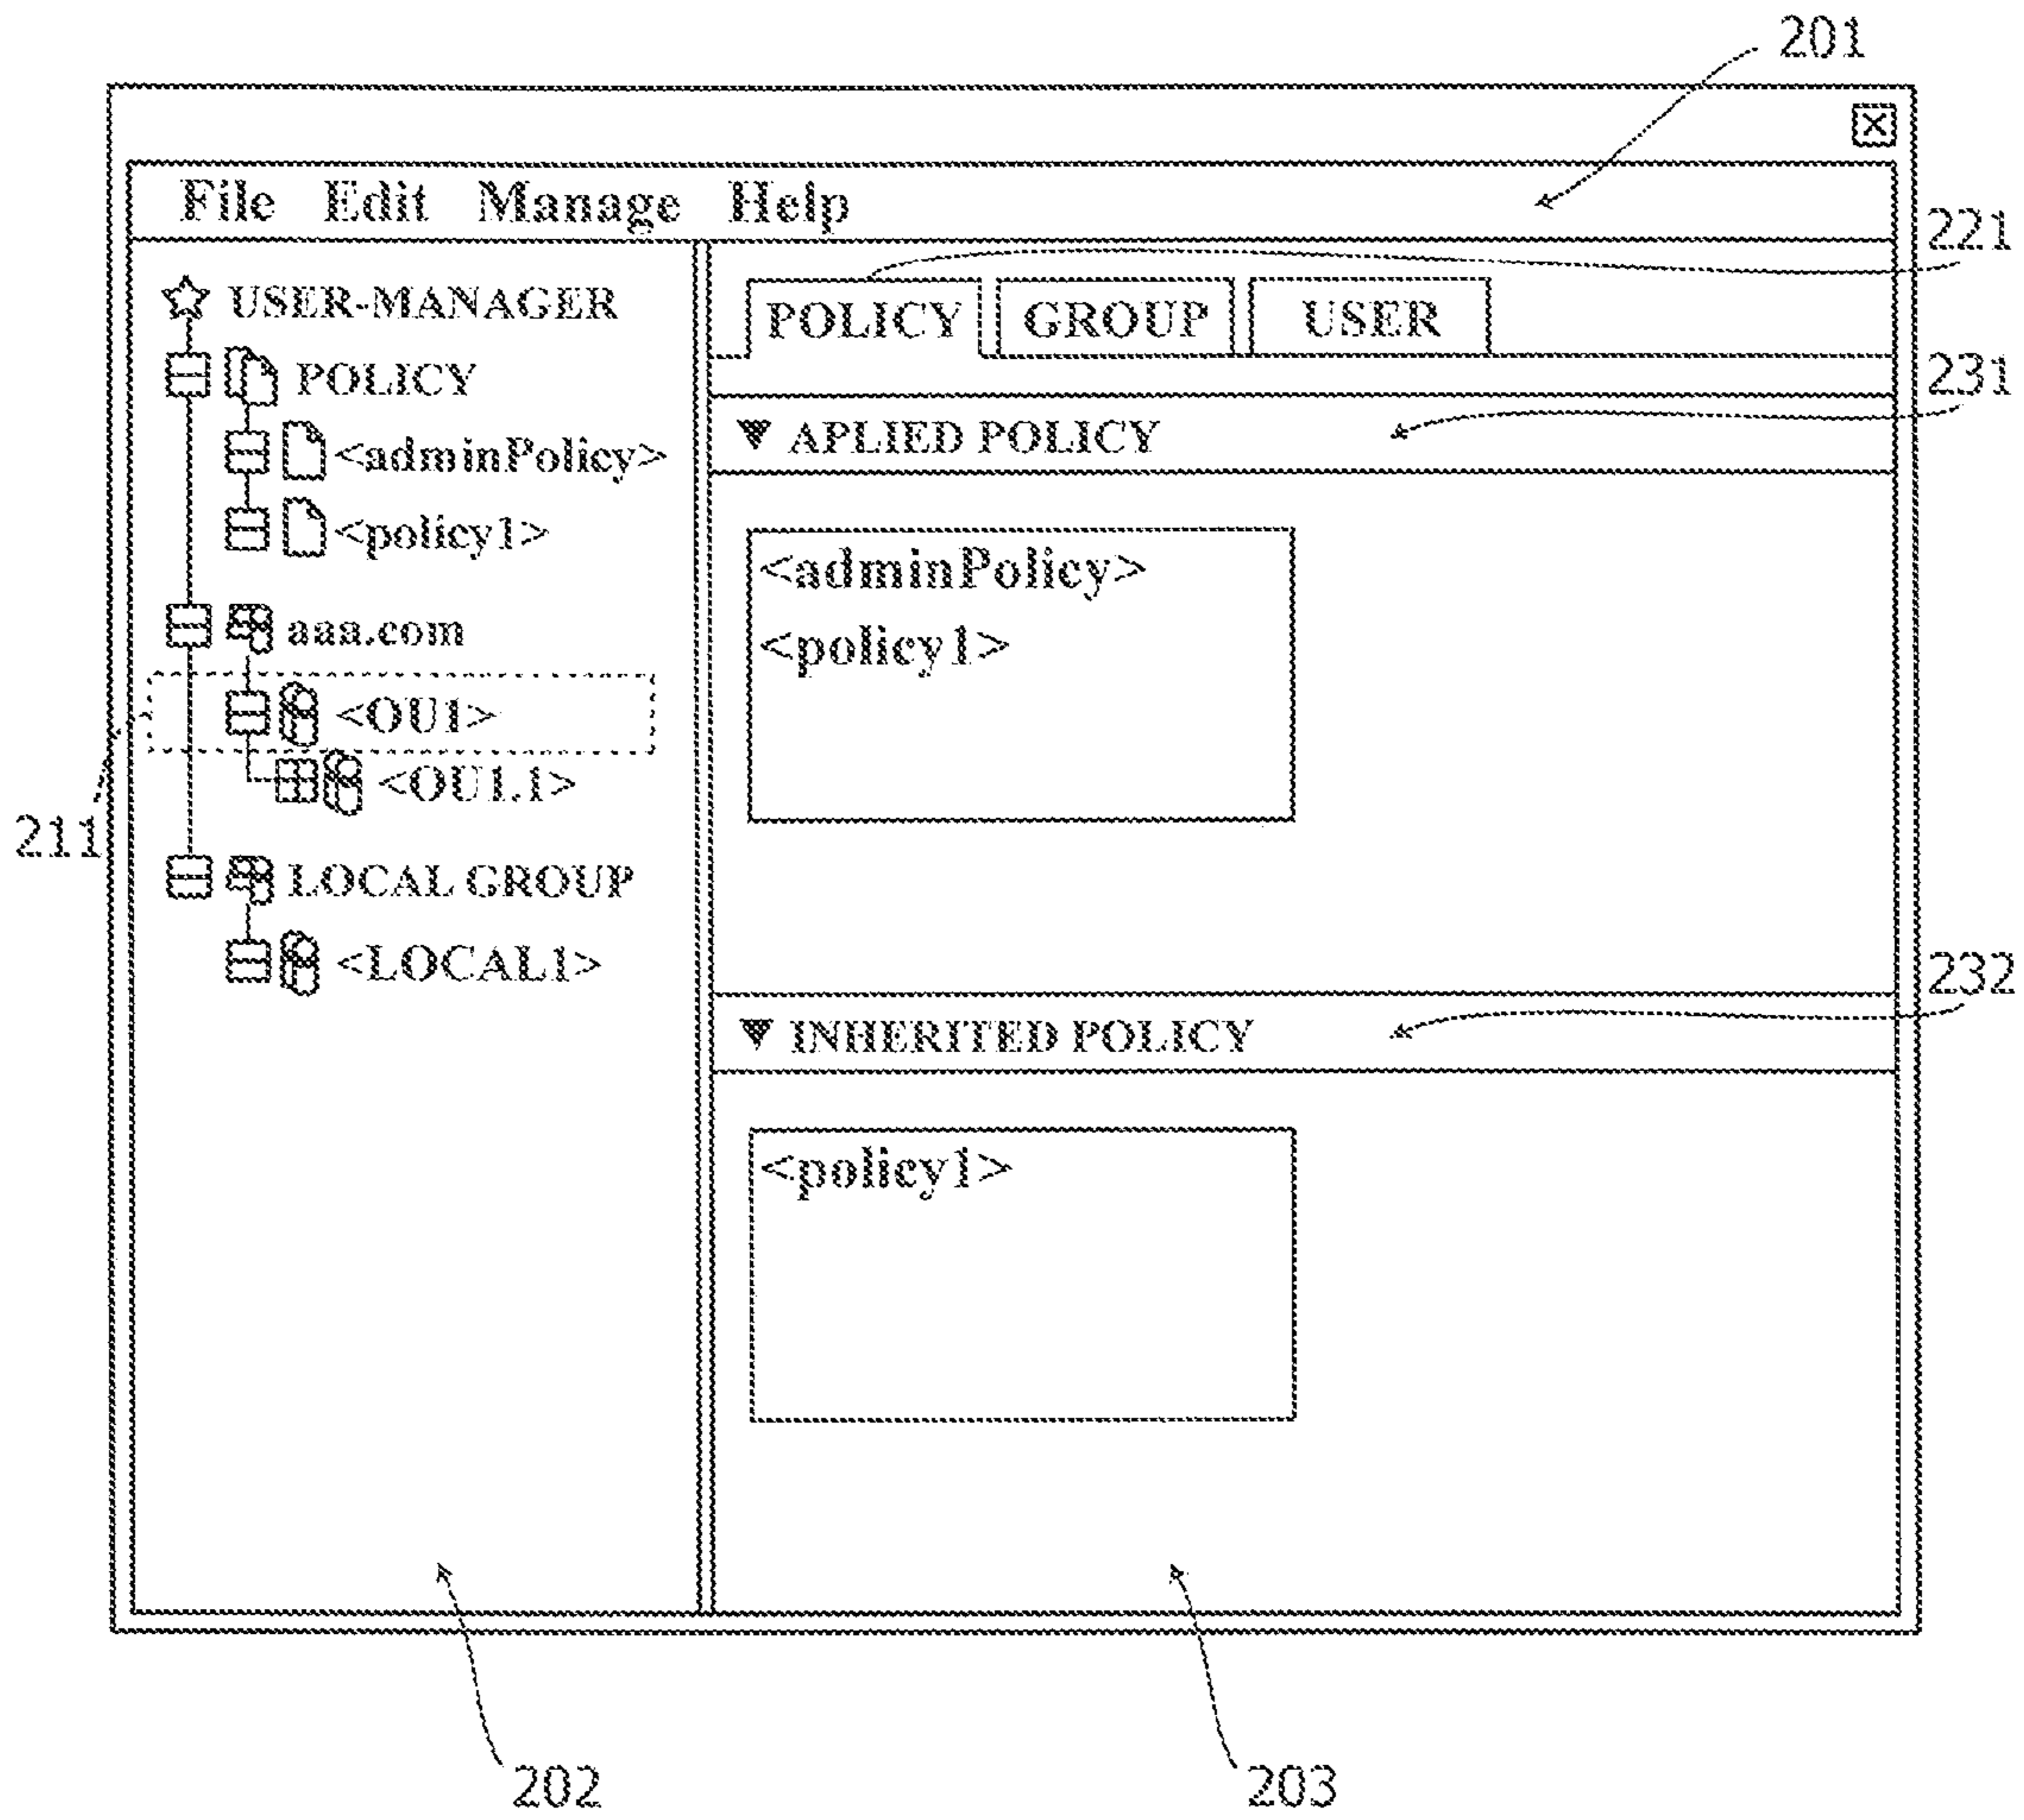 201
File Edit Manage Help
221
USER-MANAGER
POLICY GROUP USER
POLICY
231
APLIED POLICY
<adminPolicy>
<policy1>
<adminPolicy>
<policy1>
aaa.com
<OU1>
<OU1.1>
211
LOCAL GROUP
<LOCAL1>
232
INHERITED POLICY
<policy1>
202
203